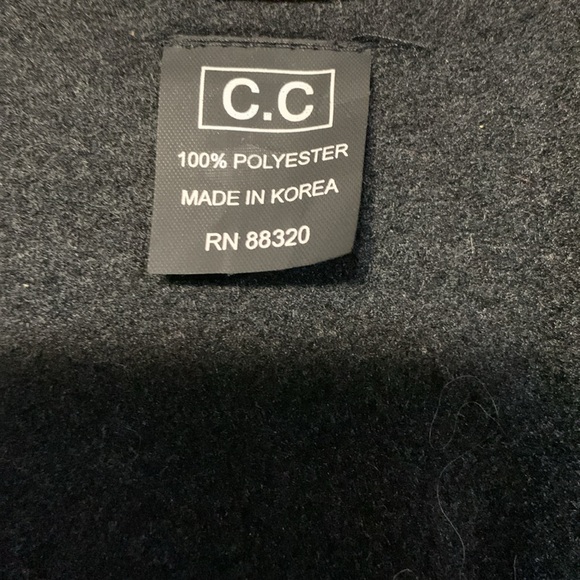 C.C
100% POLYESTER
MADE IN KOREA
RN 88320